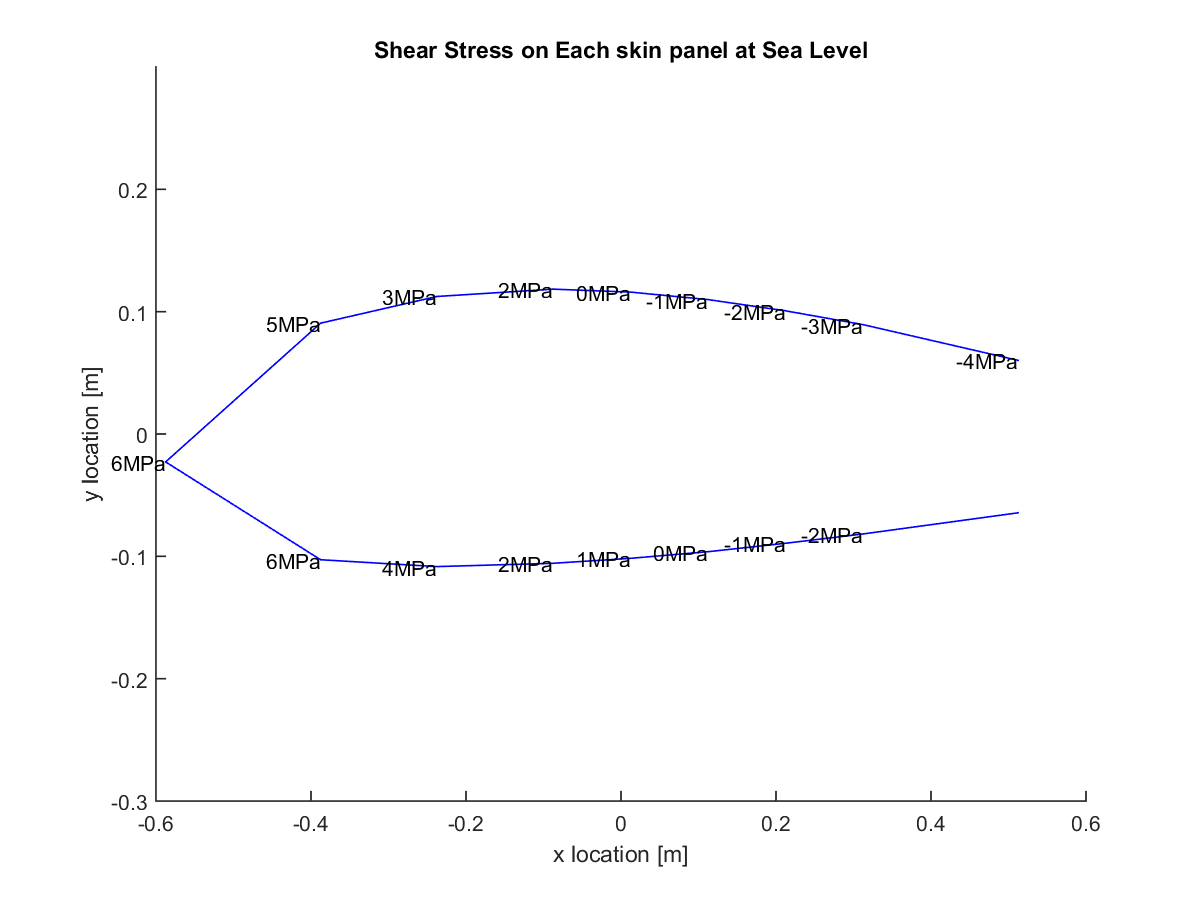 Shear Stress on Each skin panel at Sea Level
0.2
0.1
0
-0.1
-0.2
-0.3
y location [m]
2MPa
0MPa
3MPa
-1MPa
-2MPa
5MPa
-3MPa
-4MPa
6MPa
6MPa
4MPa
2MPa
1MPa
0MPa
-1MPa
-2MPa
-0.6
-0.4
-0.2
0
0.2
0.4
0.6
x location [m]